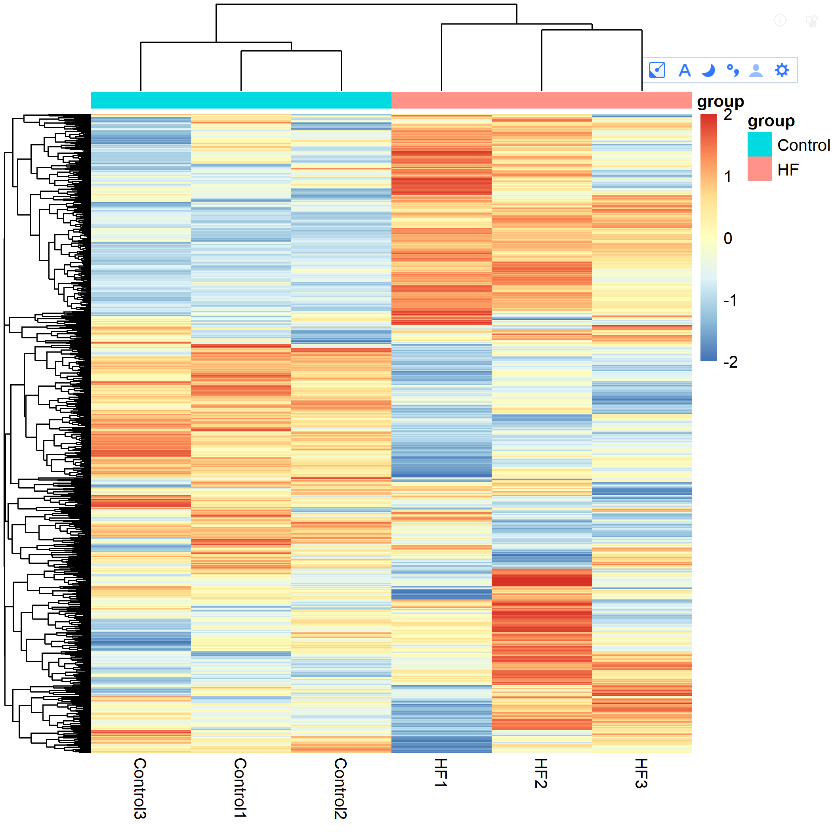 group
2
1
0
-1
-2
group
Control
HF
Control3
Control1
Control2
HF1
HF2
HF3
A